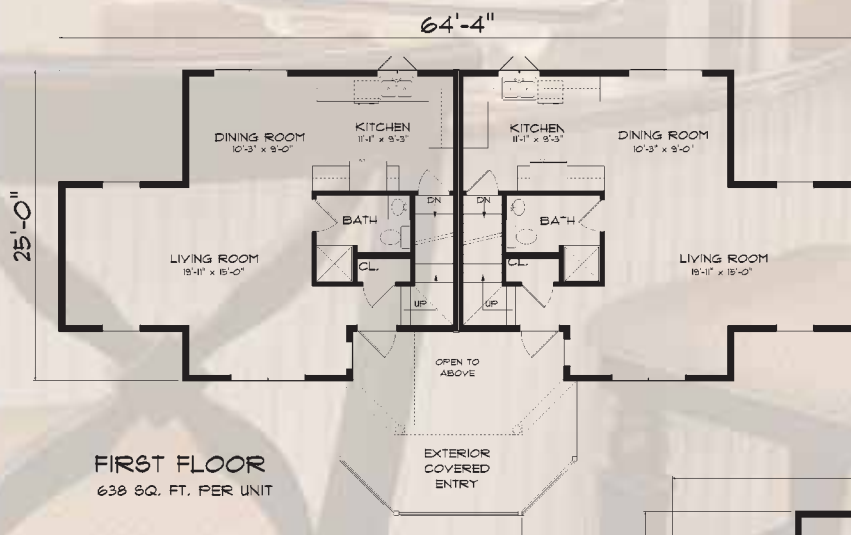 64'-4"
25'-0"
DINING ROOM
10'-3" x 9'-0"
KITCHEN
11'-1" x 9'-3"
KITCHEN
11'-1" x 9'-3"
DINING ROOM
10'-3" x 9'-0"
BATH
DN
DN
BATH
LIVING ROOM
19'-11" x 15'-0"
CL.
UP
UP
CL.
LIVING ROOM
19'-11" x 15'-0"
OPEN TO
ABOVE
EXTERIOR
COVERED
ENTRY
FIRST FLOOR
638 SQ. FT. PER UNIT